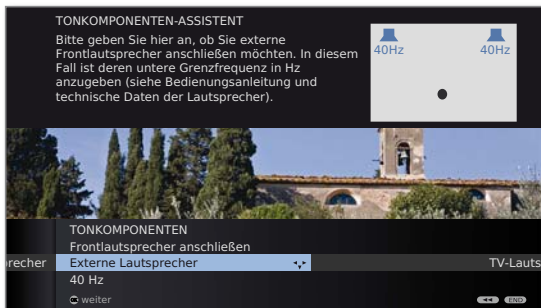 TONKOMPONENTEN-ASSISTENT
Bitte geben Sie hier an, ob Sie externe
Frontlautsprecher anschließen möchten. In diesem
Fall ist deren untere Grenzfrequenz in Hz
anzugeben (siehe Bedienungsanleitung und
technische Daten der Lautsprecher).
40Hz 40Hz
TONKOMPONENTEN
Frontlautsprecher anschließen
recher Externe Lautsprecher TV-Lauts
40 Hz
OK weiter END